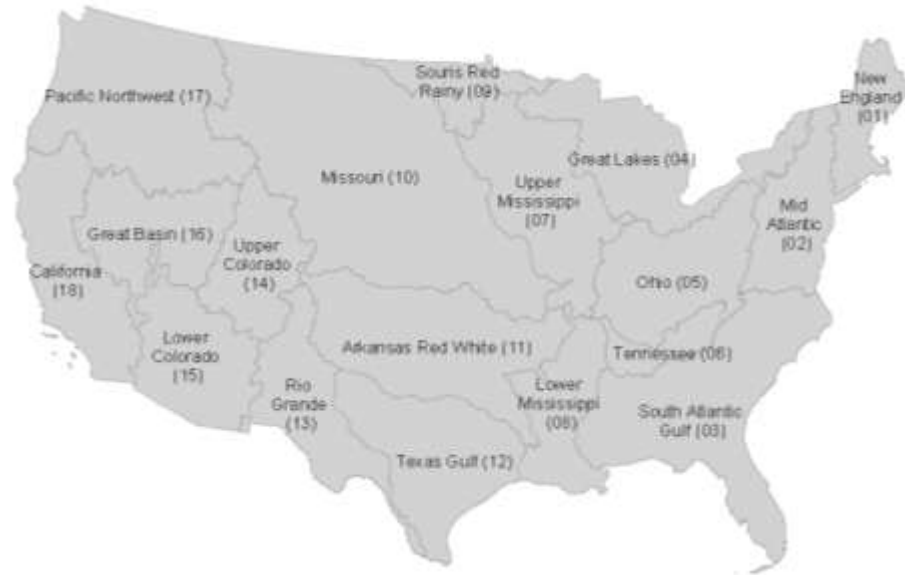 Pacific Northwest (17)
Souris Red
Rainy (09)
New
England
(01)
Great Lakes (04)
Missouri (10)
Upper
Mississippi
(07)
Mid
Atlantic
(02)
Great Basin (16)
Upper
Colorado
(14)
California
(18)
Ohio (05)
Lower
Colorado
(15)
Arkansas Red White (11)
Tennessee (06)
Rio
Grande
(13)
Lower
Mississippi
(08)
South Atlantic
Gulf (03)
Texas Gulf (12)